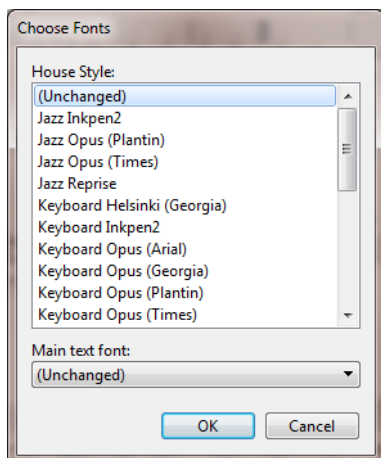 Choose Fonts
House Style:
(Unchanged)
Jazz Inkpen2
Jazz Opus (Plantin)
Jazz Opus (Times)
Jazz Reprise
Keyboard Helsinki (Georgia)
Keyboard Inkpen2
Keyboard Opus (Arial)
Keyboard Opus (Georgia)
Keyboard Opus (Plantin)
Keyboard Opus (Times)
Main text font:
(Unchanged)
OK Cancel